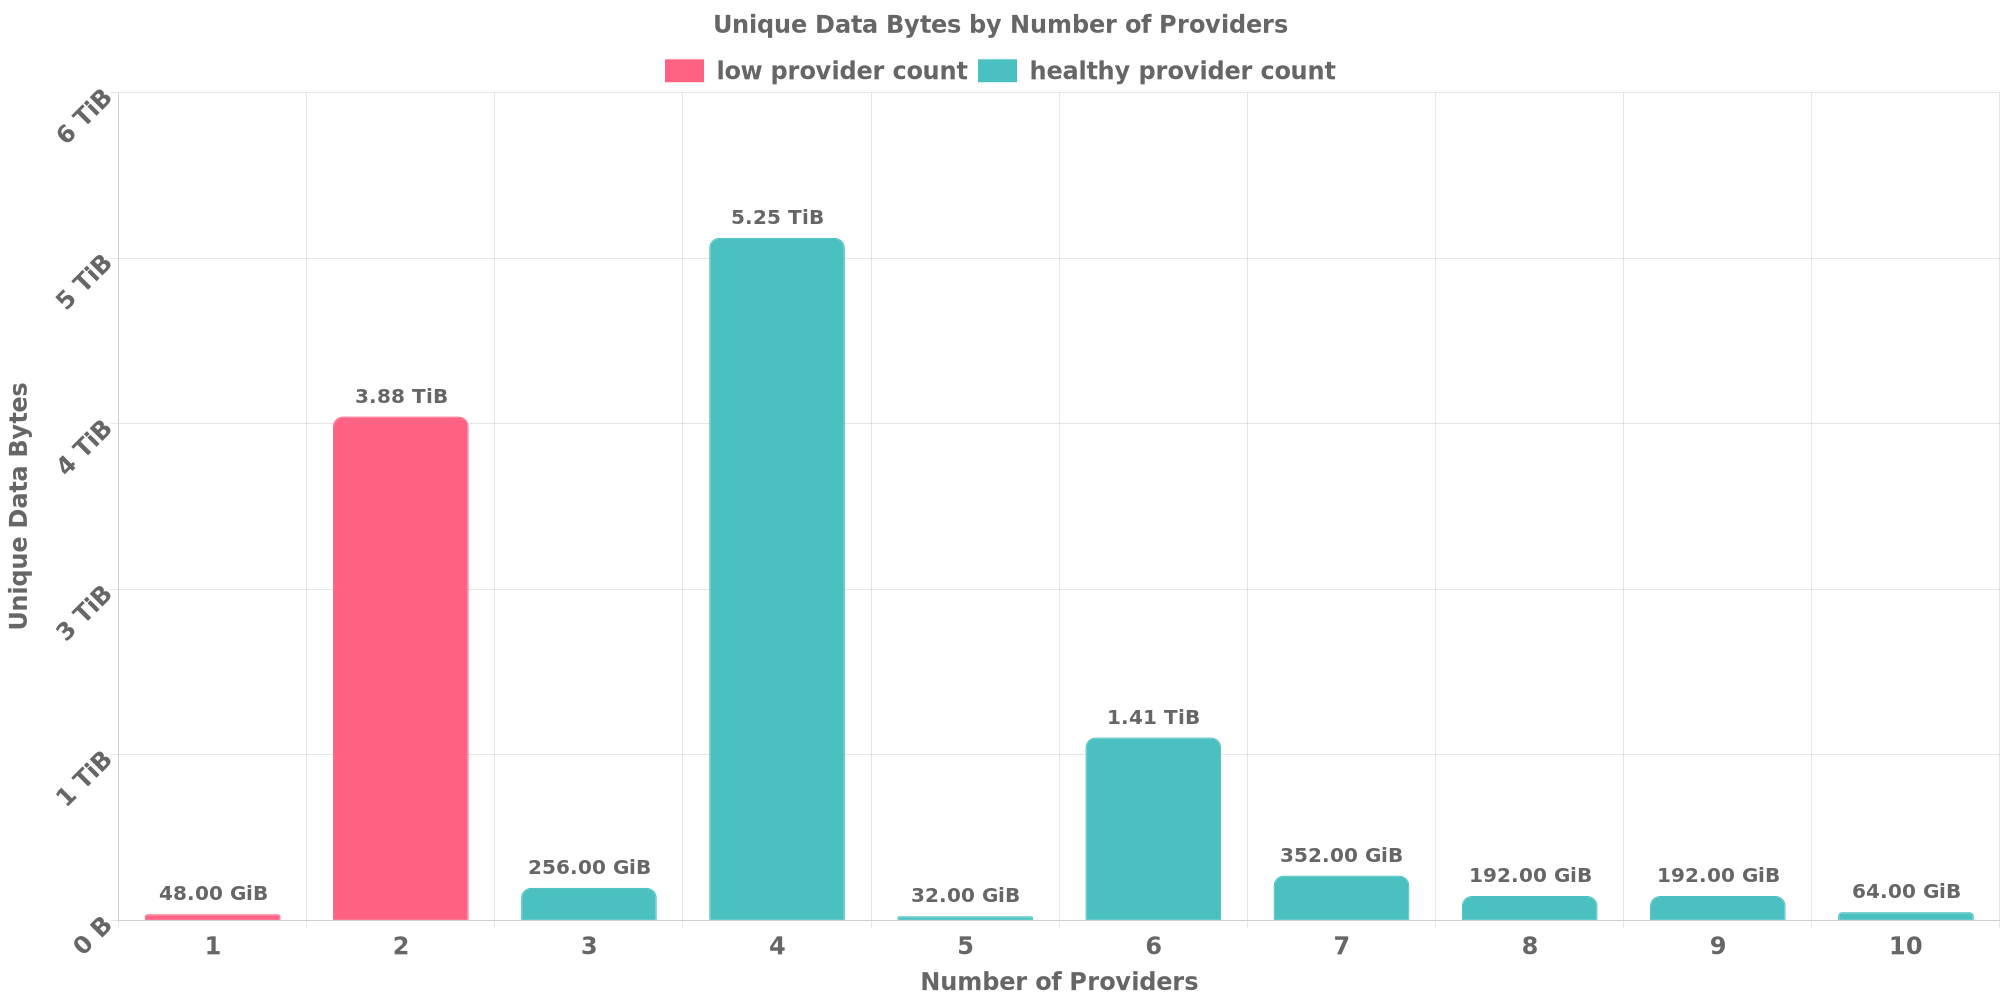 Unique Data Bytes by Number of Providers
low provider count healthy provider count
Unique Data Bytes
6 TiB
5 TiB
4 TiB
3 TiB
1 TiB
0 B
48.00 GiB
3.88 TiB
256.00 GiB
5.25 TiB
32.00 GiB
1.41 TiB
352.00 GiB
192.00 GiB
192.00 GiB
64.00 GiB
1 2 3 4 5 6 7 8 9 10
Number of Providers